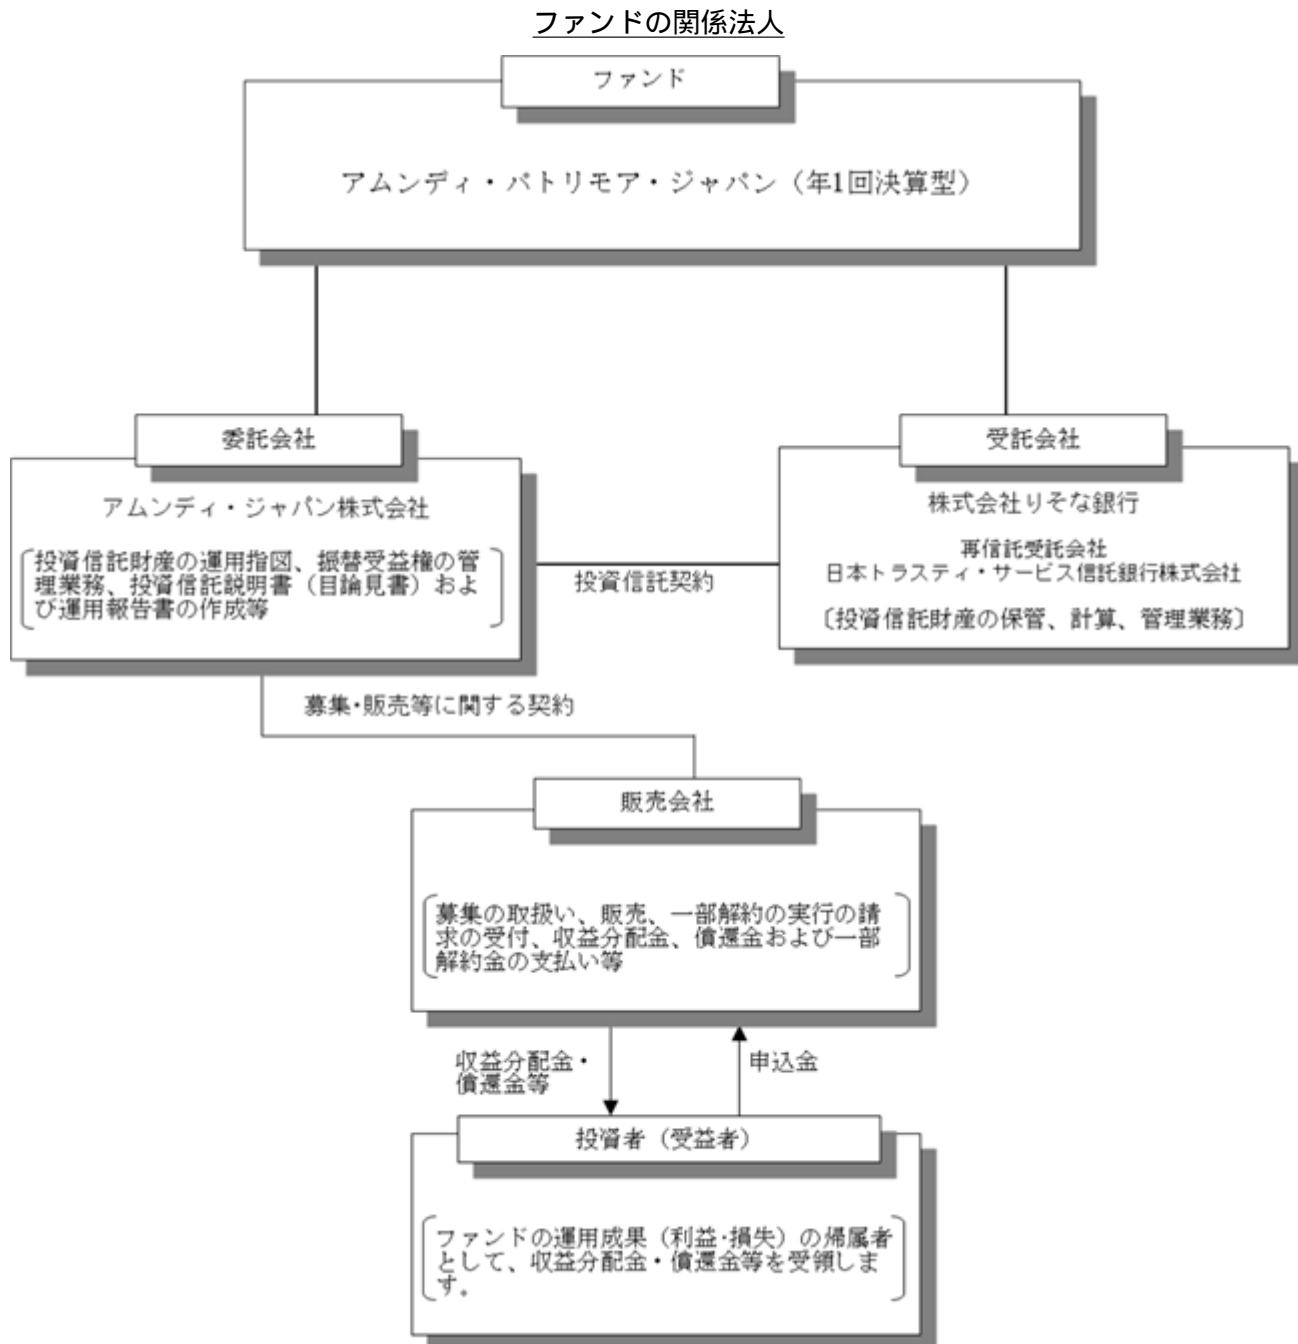 ファンドの関係法人
ファンド
アムンディ・パトリモア・ジャパン（年1回決算型）
委託会社
アムンディ・ジャパン株式会社
投資信託財産の運用指図、振替受益権の管
理業務、投資信託説明書（目論見書）およ
び運用報告書の作成等
投資信託契約
受託会社
株式会社りそな銀行
再信託受託会社
日本トラスティ・サービス信託銀行株式会社
〔投資信託財産の保管、計算、管理業務〕
募集・販売等に関する契約
販売会社
募集の取扱い、販売、一部解約の実行の請
求の受付、収益分配金、償還金および一部
解約金の支払い等
収益分配金・
償還金等
申込金
投資者（受益者）
ファンドの運用成果（利益・損失）の帰属者
として、収益分配金・償還金等を受領しま
す。